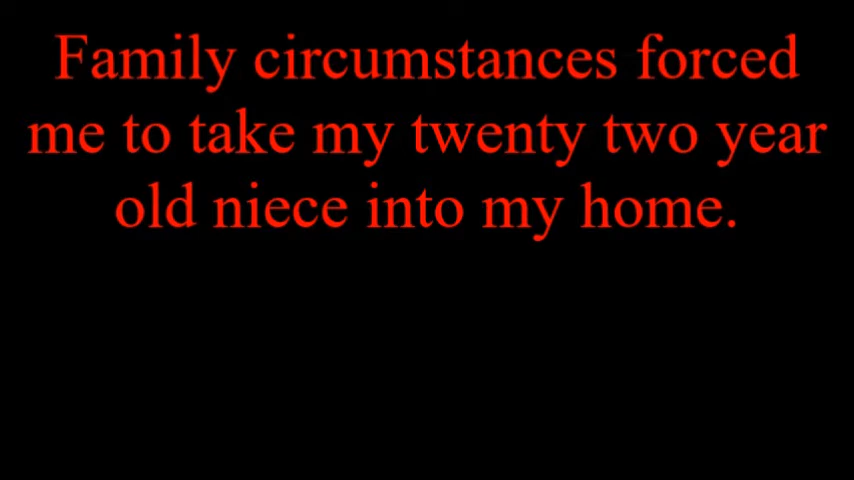 Family circumstances forced
me to take my twenty two year
old niece into my home.